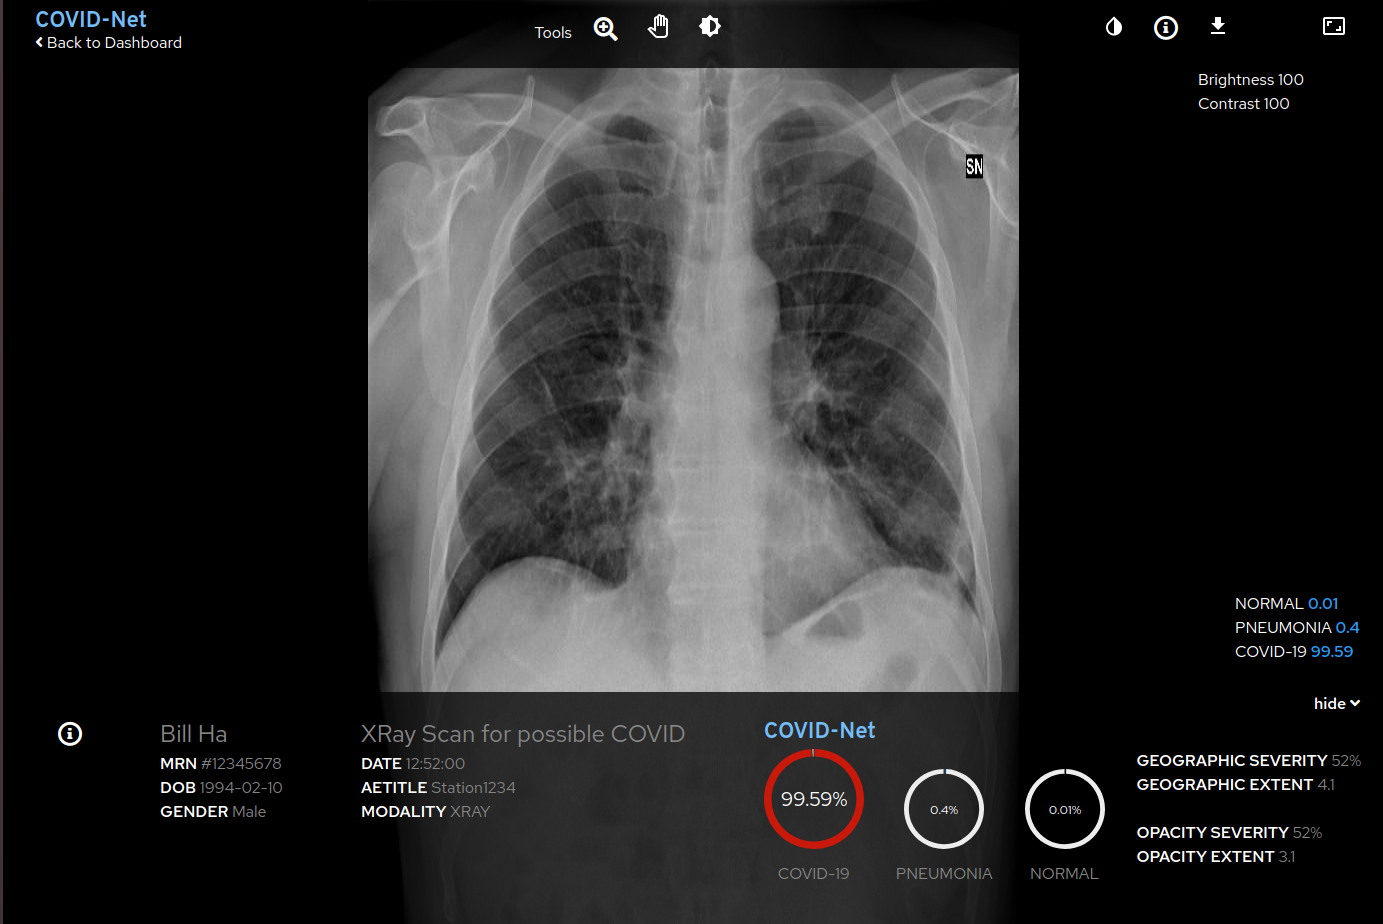 COVID-Net
Back to Dashboard
Tools
Brightness 100
Contrast 100
SN
NORMAL 0.01
PNEUMONIA 0.4
COVID-19 99.59
hide
Bill Ha
MRN #12345678
DOB 1994-02-10
GENDER Male
XRay Scan for possible COVID
DATE 12:52:00
AETITLE Station1234
MODALITY XRAY
COVID-Net
99.59%
COVID-19
0.4%
PNEUMONIA
0.01%
NORMAL
GEOGRAPHIC SEVERITY 52%
GEOGRAPHIC EXTENT 4.1
OPACITY SEVERITY 52%
OPACITY EXTENT 3.1